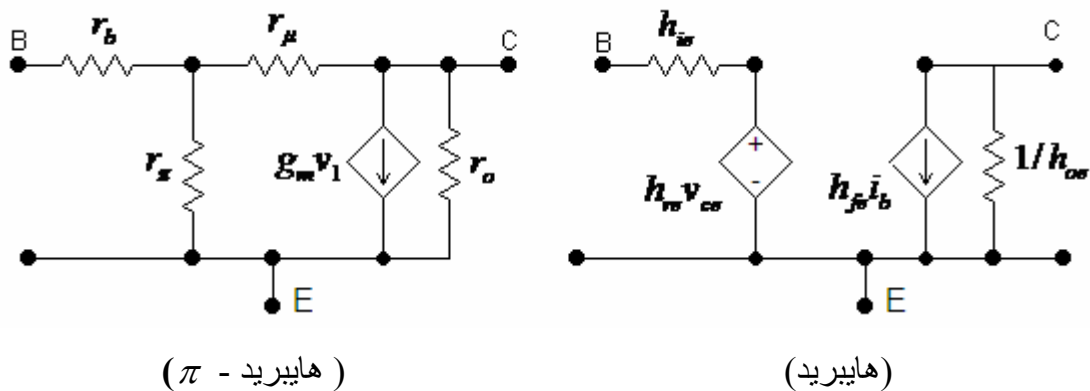 B
r_b
r_μ
C
r_π
g_m v_1
r_o
E
( هايبريد - π )
B
h_ie
C
+
-
h_re v_ce
h_fe i_b
1/h_oe
E
(هايبريد)